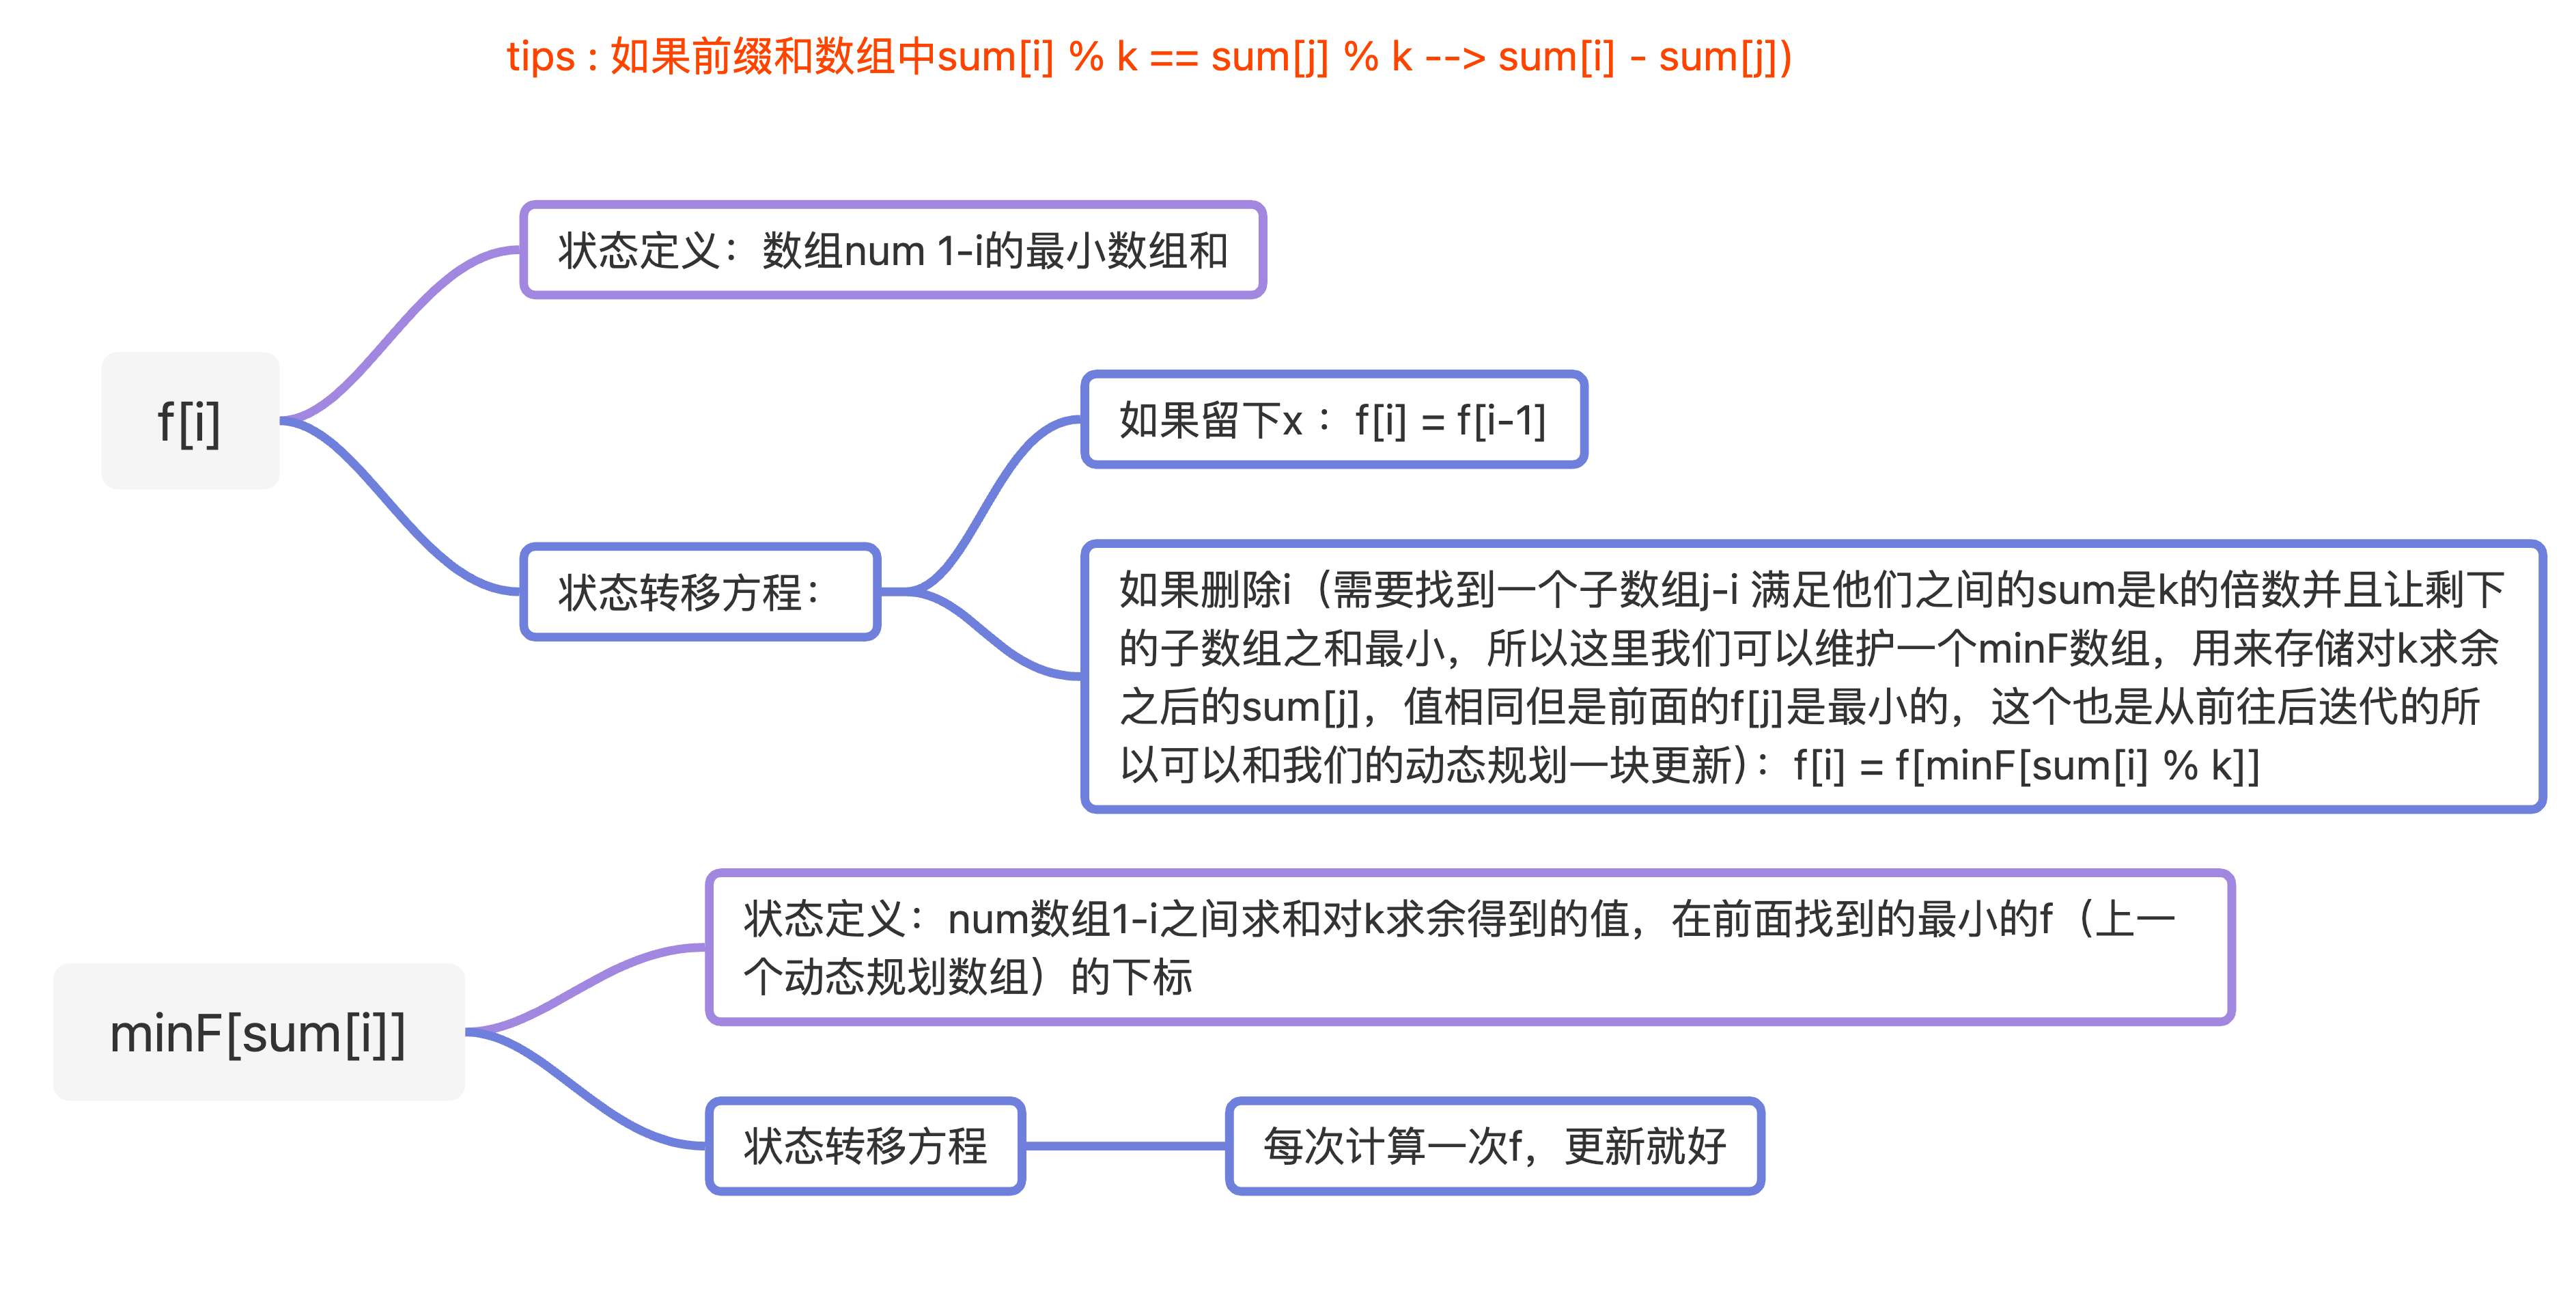 tips : 如果前缀和数组中sum[i] % k == sum[j] % k --> sum[i] - sum[j])
状态定义：数组num 1-i的最小数组和
f[i]
如果留下x ：f[i] = f[i-1]
状态转移方程：
如果删除i（需要找到一个子数组j-i 满足他们之间的sum是k的倍数并且让剩下
的子数组之和最小，所以这里我们可以维护一个minF数组，用来存储对k求余
之后的sum[j]，值相同但是前面的f[j]是最小的，这个也是从前往后迭代的所
以可以和我们的动态规划一块更新）：f[i] = f[minF[sum[i] % k]]
状态定义：num数组1-i之间求和对k求余得到的值，在前面找到的最小的f（上一
个动态规划数组）的下标
minF[sum[i]]
状态转移方程
每次计算一次f，更新就好